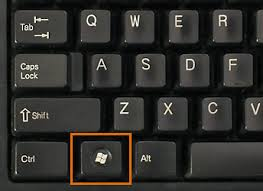 Tab Q W E R
Caps Lock A S D F
Shift Z X C V
Ctrl Alt